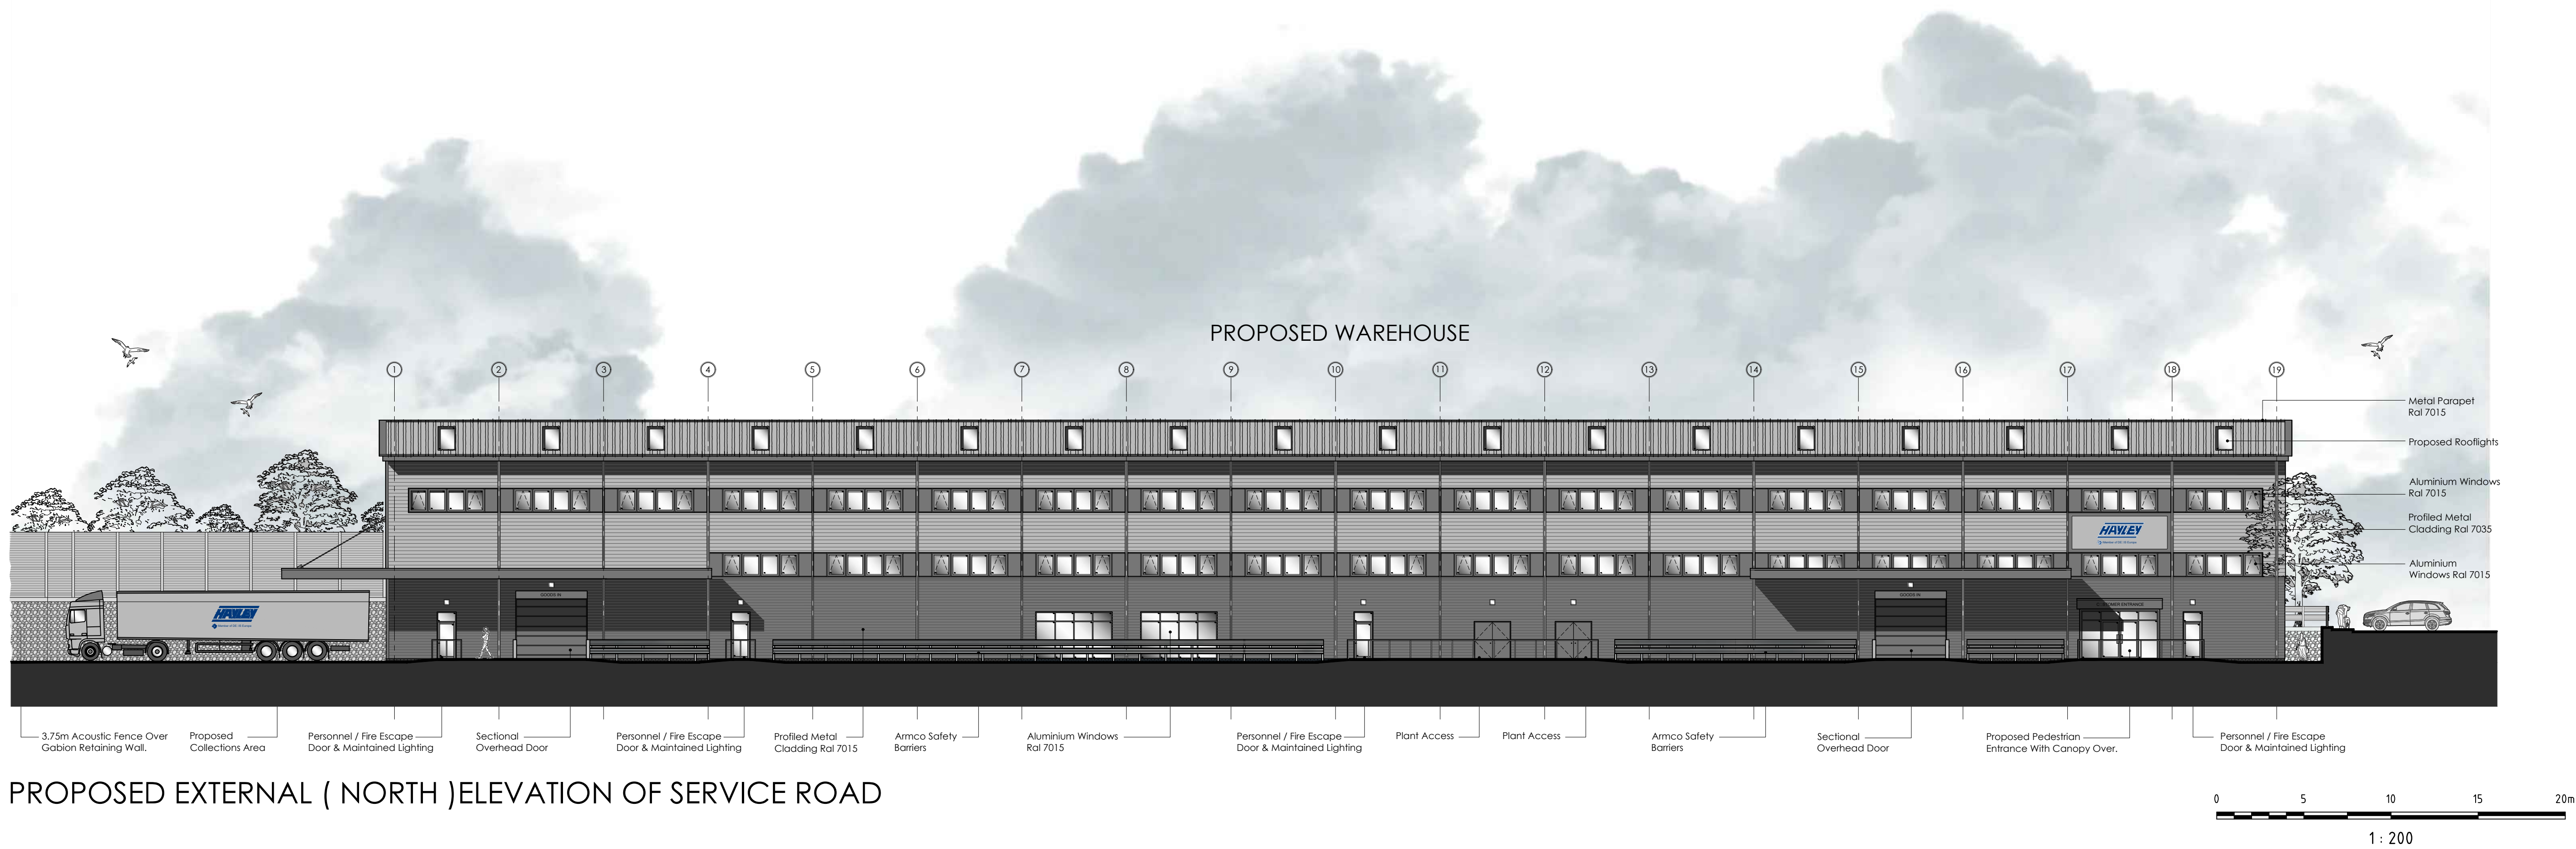 PROPOSED WAREHOUSE
1 2 3 4 5 6 7 8 9 10 11 12 13 14 15 16 17 18 19
Metal Parapet
Ral 7015
Proposed Rooflights
Aluminium Windows
Ral 7015
Profiled Metal
Cladding Ral 7035
Aluminium
Windows Ral 7015
HAYLEY
HAYLEY
GOODS IN
GOODS IN
CUSTOMER ENTRANCE
3.75m Acoustic Fence Over
Gabion Retaining Wall.
Proposed
Collections Area
Personnel / Fire Escape
Door & Maintained Lighting
Sectional
Overhead Door
Personnel / Fire Escape
Door & Maintained Lighting
Profiled Metal
Cladding Ral 7015
Armco Safety
Barriers
Aluminium Windows
Ral 7015
Personnel / Fire Escape
Door & Maintained Lighting
Plant Access
Plant Access
Armco Safety
Barriers
Sectional
Overhead Door
Proposed Pedestrian
Entrance With Canopy Over.
Personnel / Fire Escape
Door & Maintained Lighting
PROPOSED EXTERNAL ( NORTH )ELEVATION OF SERVICE ROAD
0 5 10 15 20m
1 : 200